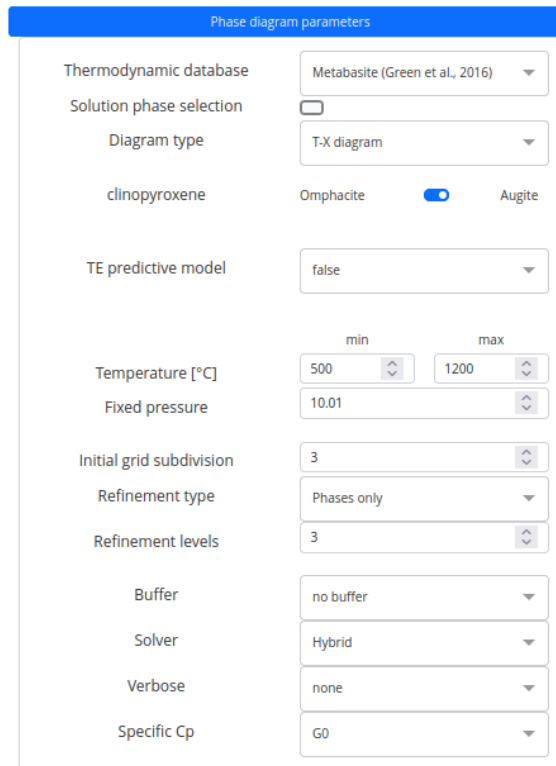 Phase diagram parameters
Thermodynamic database Metabasite (Green et al., 2016)
Solution phase selection
Diagram type T-X diagram
clinopyroxene Omphacite Augite
TE predictive model false
min max
Temperature [°C] 500 1200
Fixed pressure 10.01
Initial grid subdivision 3
Refinement type Phases only
Refinement levels 3
Buffer no buffer
Solver Hybrid
Verbose none
Specific Cp G0